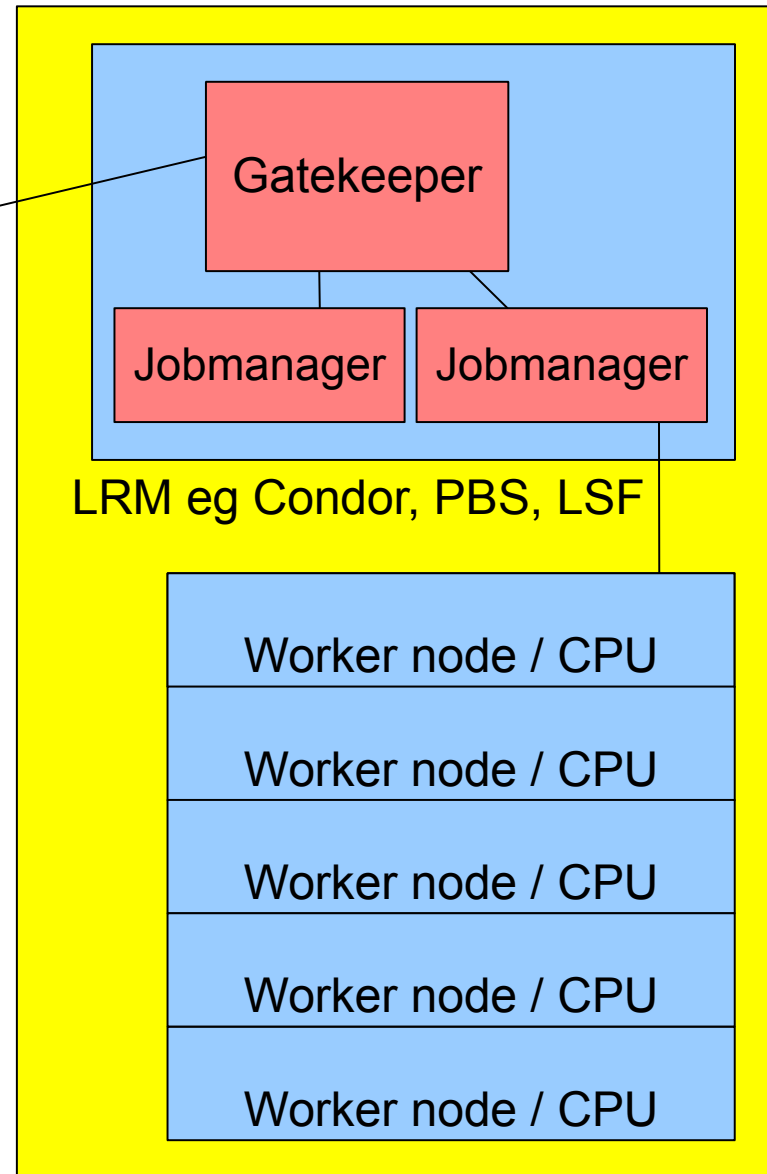 Gatekeeper
Jobmanager
Jobmanager
LRM eg Condor, PBS, LSF
Worker node / CPU
Worker node / CPU
Worker node / CPU
Worker node / CPU
Worker node / CPU